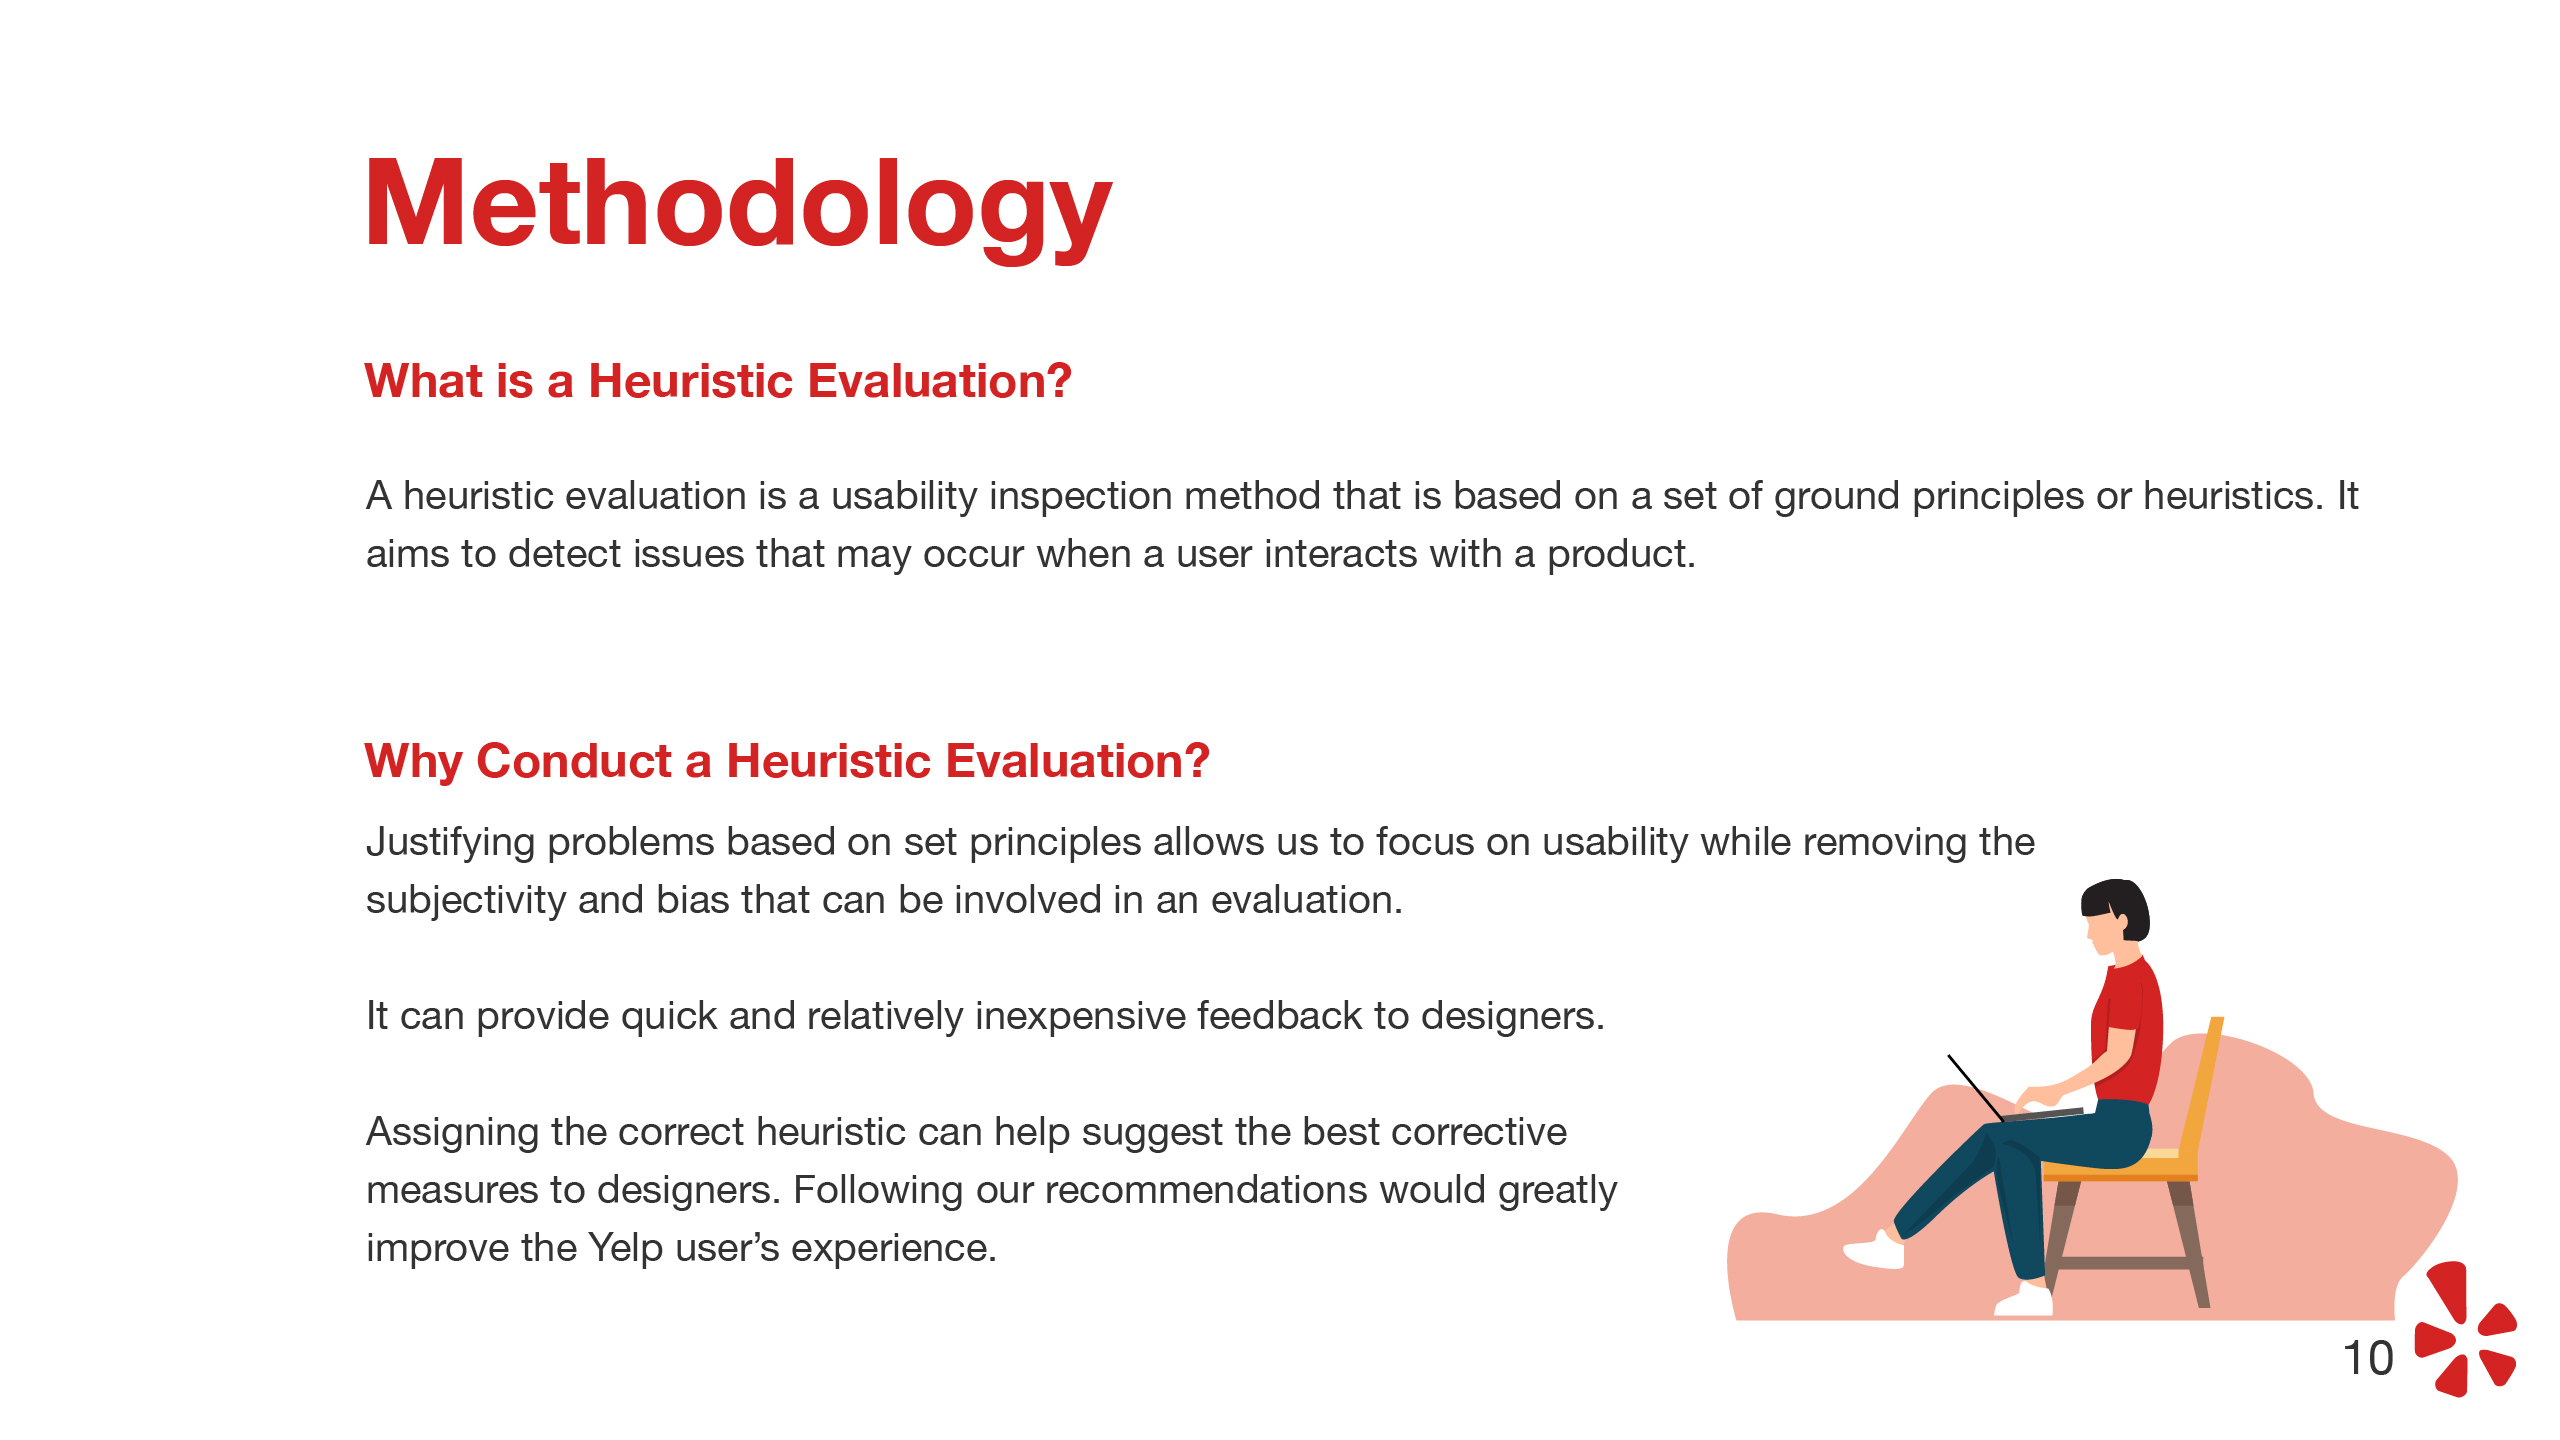 Methodology
What is a Heuristic Evaluation?
A heuristic evaluation is a usability inspection method that is based on a set of ground principles or heuristics. It
aims to detect issues that may occur when a user interacts with a product.
Why Conduct a Heuristic Evaluation?
Justifying problems based on set principles allows us to focus on usability while removing the
subjectivity and bias that can be involved in an evaluation.
It can provide quick and relatively inexpensive feedback to designers.
Assigning the correct heuristic can help suggest the best corrective
measures to designers. Following our recommendations would greatly
improve the Yelp user’s experience.
10